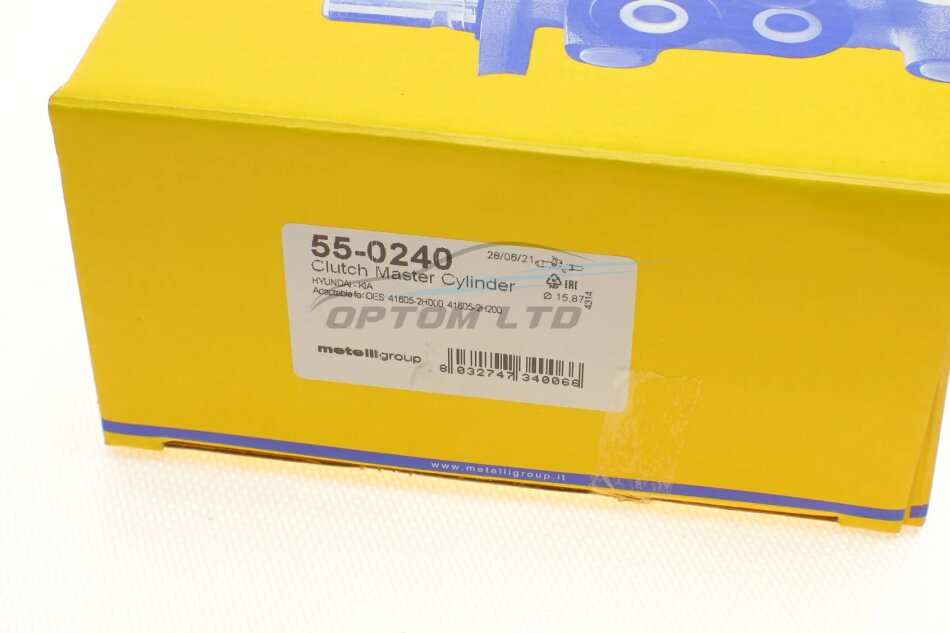 55-0240
28/06/21
Clutch Master Cylinder
HYUNDAI - KIA
Adaptable to: OES: 41605-2H000, 41605-2H200
Ø 15,87
4314
OPTOM LTD
metelligroup
8 032747 340066
www.metelligroup.it